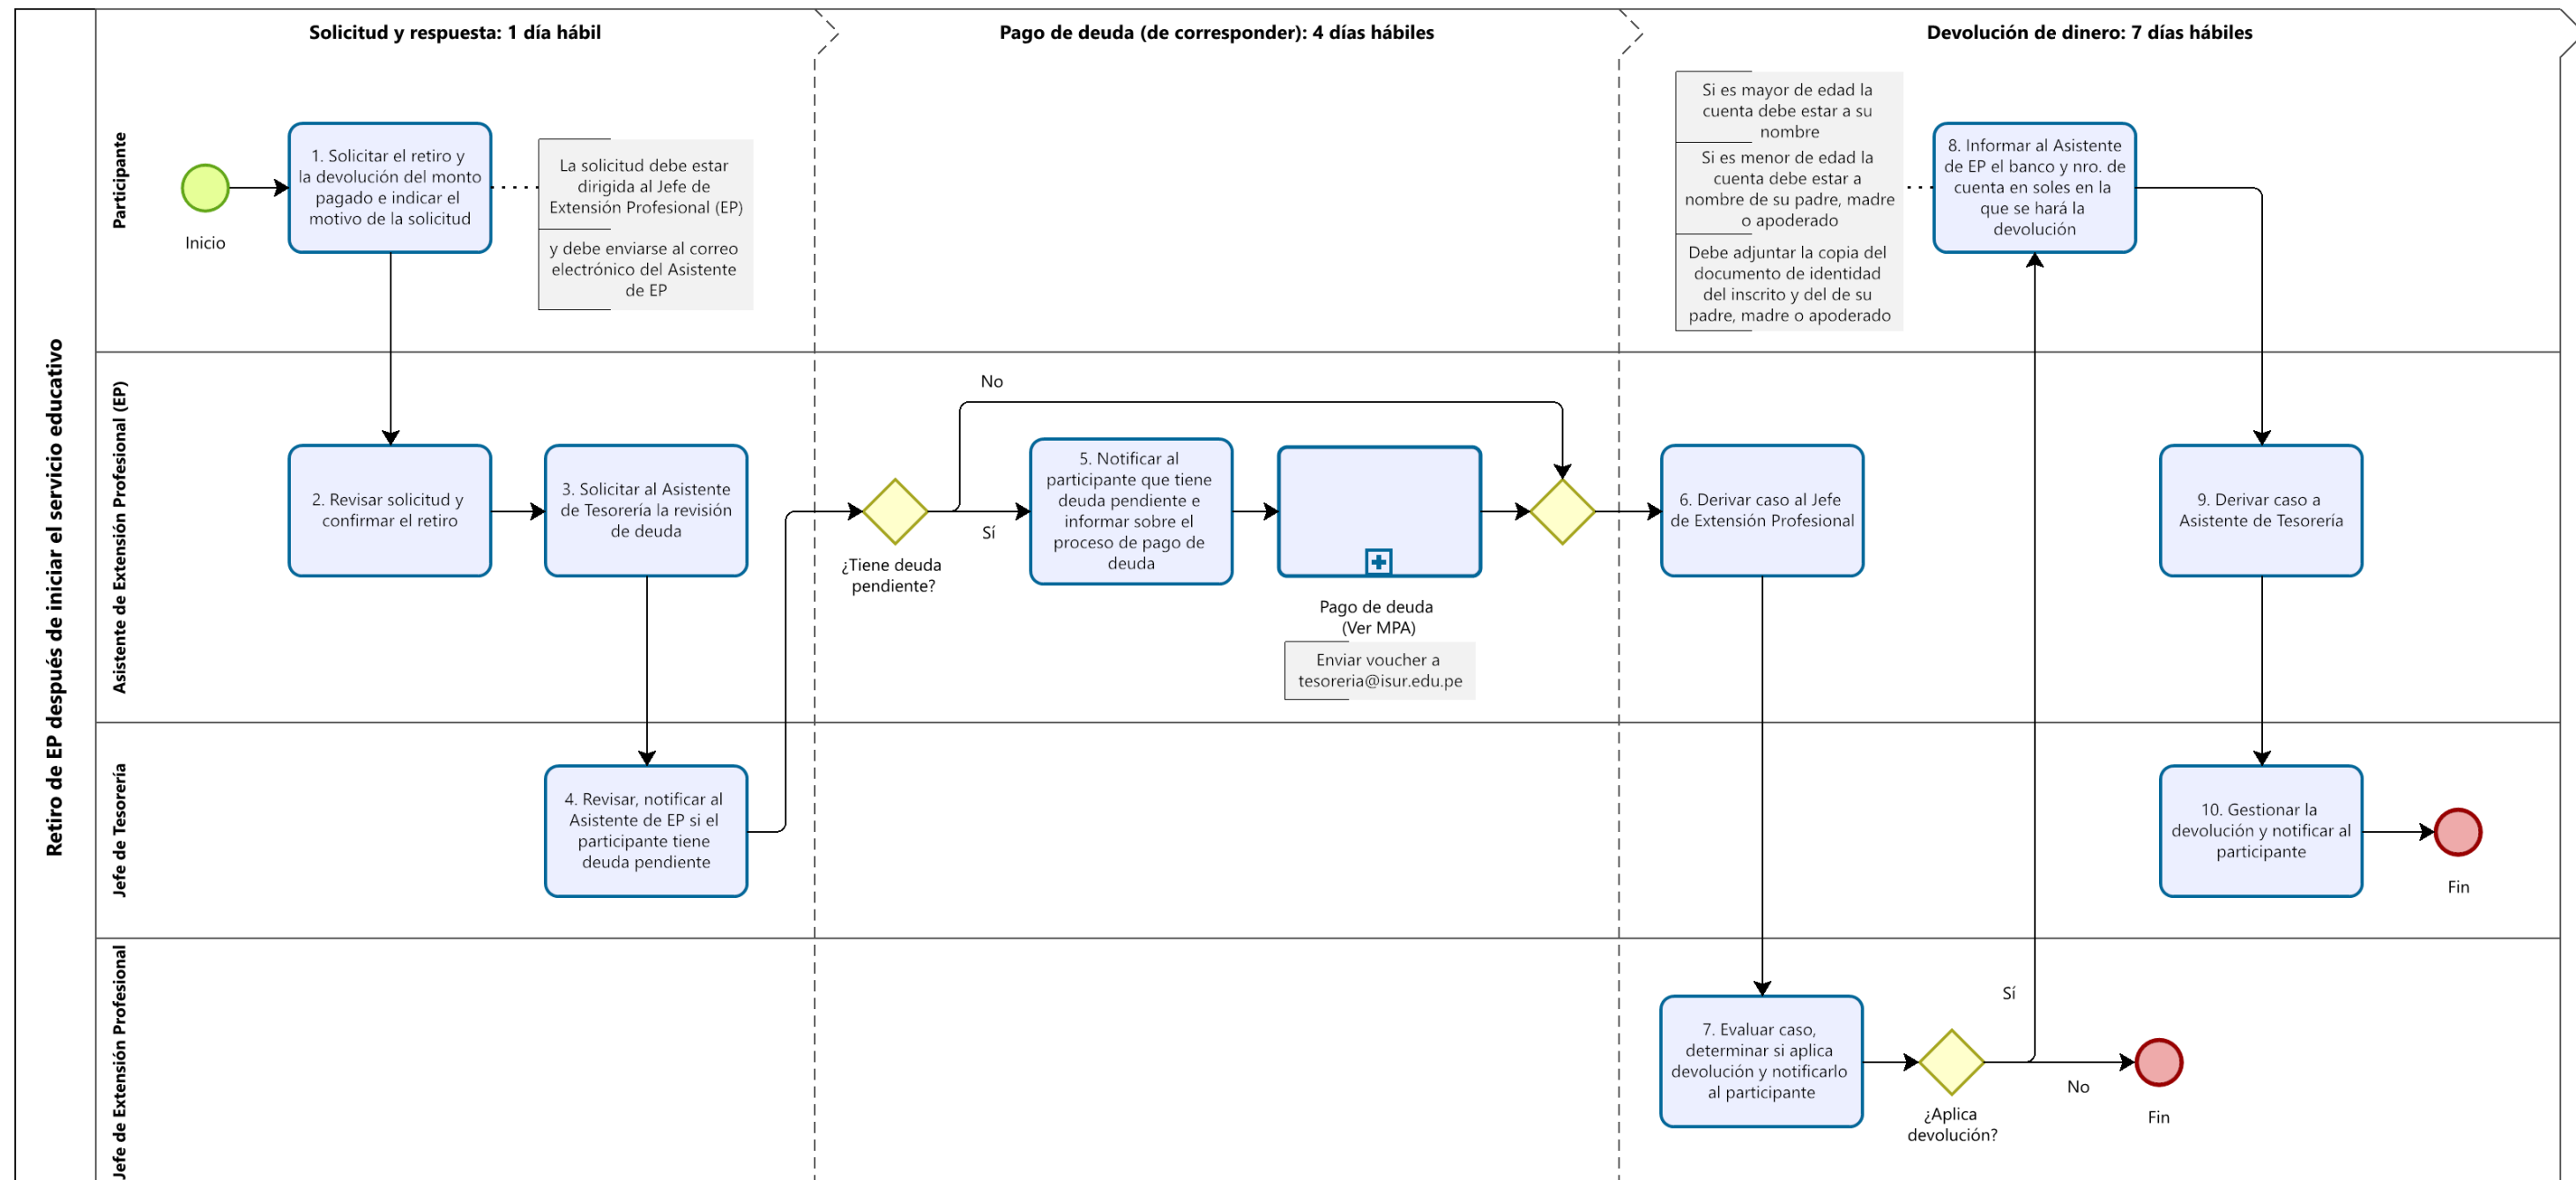 Retiro de EP después de iniciar el servicio educativo
Solicitud y respuesta: 1 día hábil
Pago de deuda (de corresponder): 4 días hábiles
Devolución de dinero: 7 días hábiles
Participante
Inicio
1. Solicitar el retiro y
la devolución del monto
pagado e indicar el
motivo de la solicitud
La solicitud debe estar
dirigida al Jefe de
Extensión Profesional (EP)
y debe enviarse al correo
electrónico del Asistente
de EP
Si es mayor de edad la
cuenta debe estar a su
nombre
Si es menor de edad la
cuenta debe estar a
nombre de su padre, madre
o apoderado
Debe adjuntar la copia del
documento de identidad
del inscrito y del de su
padre, madre o apoderado
8. Informar al Asistente
de EP el banco y nro. de
cuenta en soles en la
que se hará la
devolución
Asistente de Extensión Profesional (EP)
2. Revisar solicitud y
confirmar el retiro
3. Solicitar al Asistente
de Tesorería la revisión
de deuda
¿Tiene deuda
pendiente?
No
Sí
5. Notificar al
participante que tiene
deuda pendiente e
informar sobre el
proceso de pago de
deuda
Pago de deuda
(Ver MPA)
Enviar voucher a
tesoreria@isur.edu.pe
6. Derivar caso al Jefe
de Extensión Profesional
9. Derivar caso a
Asistente de Tesorería
Jefe de Tesorería
4. Revisar, notificar al
Asistente de EP si el
participante tiene
deuda pendiente
10. Gestionar la
devolución y notificar al
participante
Fin
Jefe de Extensión Profesional
7. Evaluar caso,
determinar si aplica
devolución y notificarlo
al participante
¿Aplica
devolución?
Sí
No
Fin